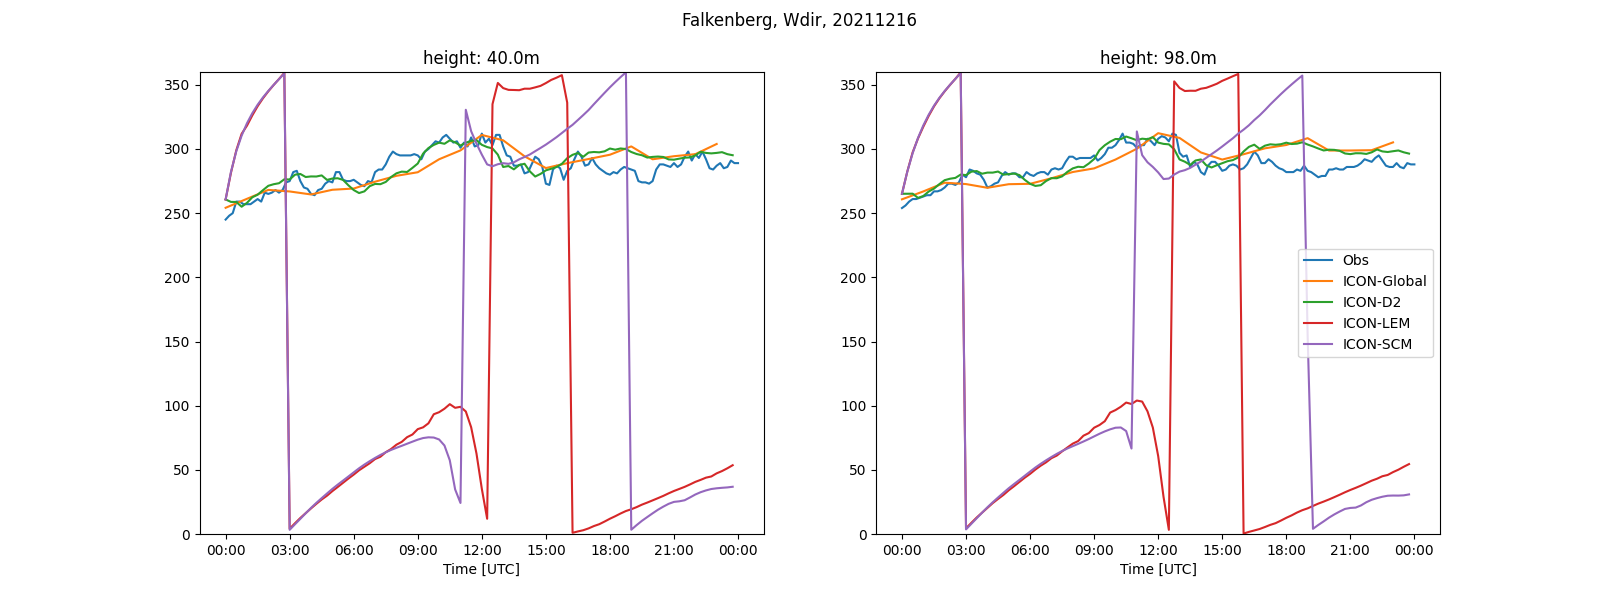 Falkenberg, Wdir, 20211216
height: 40.0m
350
300
250
200
150
100
50
0
00:00 03:00 06:00 09:00 12:00 15:00 18:00 21:00 00:00
Time [UTC]
height: 98.0m
350
300
250
200
150
100
50
0
00:00 03:00 06:00 09:00 12:00 15:00 18:00 21:00 00:00
Time [UTC]
Obs
ICON-Global
ICON-D2
ICON-LEM
ICON-SCM